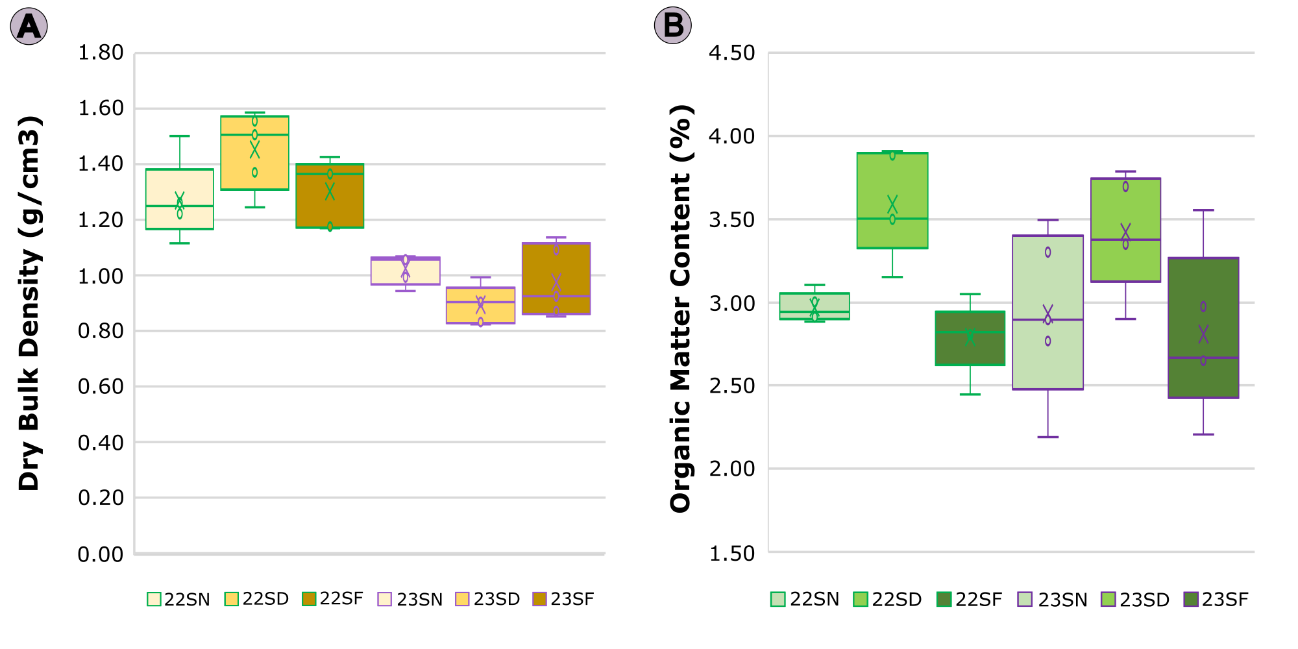 A
Dry Bulk Density (g/cm3)
1.80
1.60
1.40
1.20
1.00
0.80
0.60
0.40
0.20
0.00
22SN 22SD 22SF 23SN 23SD 23SF
B
Organic Matter Content (%)
4.50
4.00
3.50
3.00
2.50
2.00
1.50
22SN 22SD 22SF 23SN 23SD 23SF